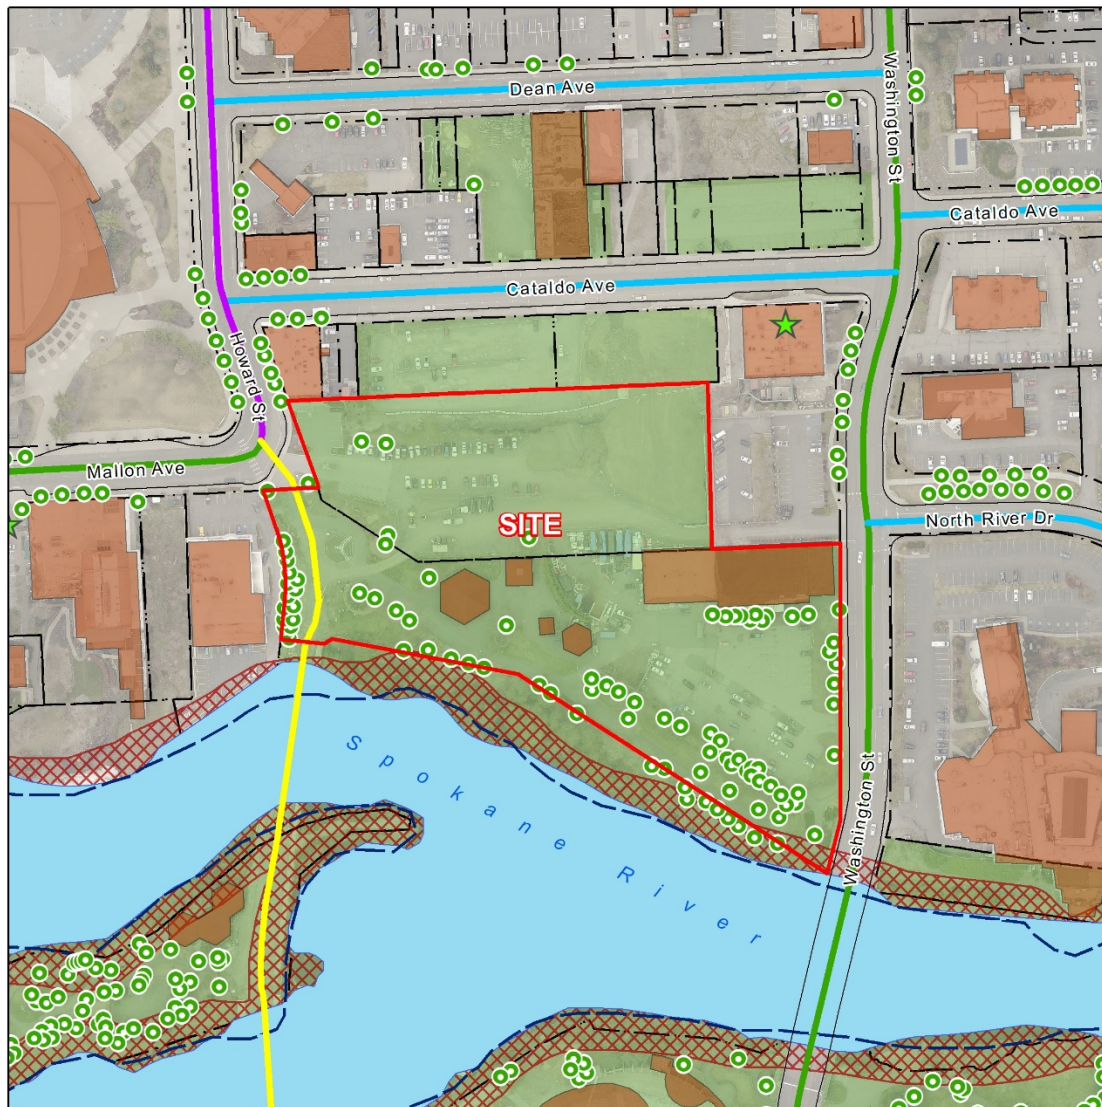 Dean Ave
Washington St
Cataldo Ave
Cataldo Ave
Howard St
Mallon Ave
SITE
North River Dr
Spokane River
Washington St